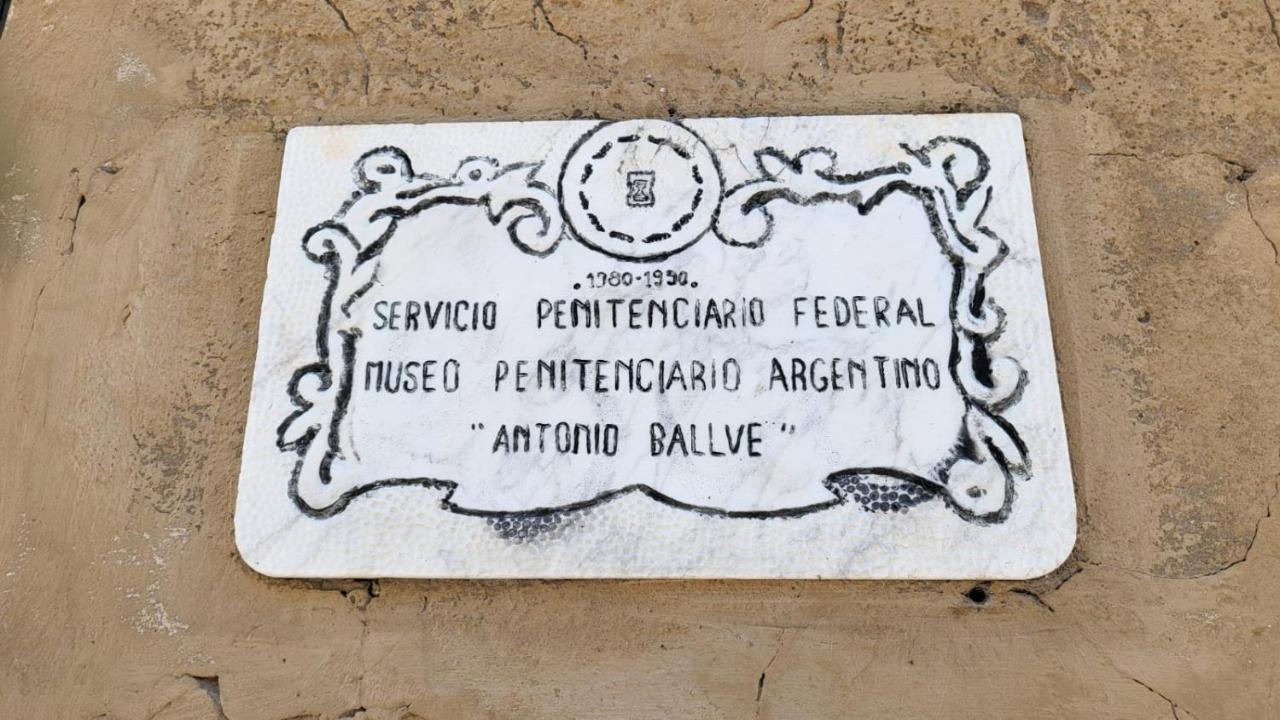 .1980-1990.
SERVICIO PENITENCIARIO FEDERAL
MUSEO PENITENCIARIO ARGENTINO
"ANTONIO BALLVE"